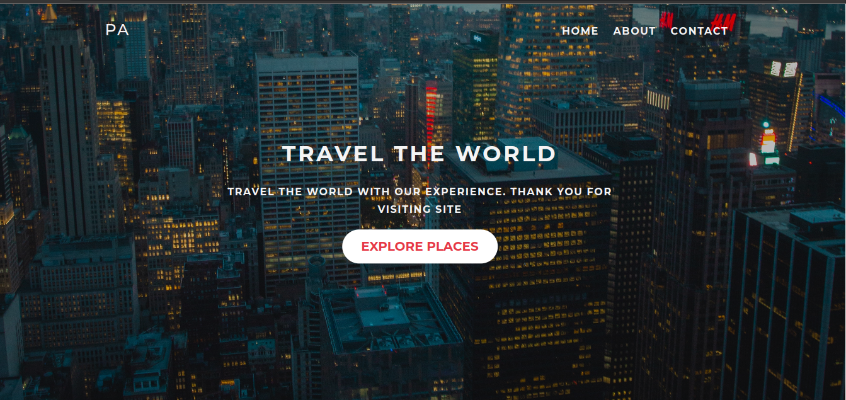 PA
HOME ABOUT CONTACT
TRAVEL THE WORLD
TRAVEL THE WORLD WITH OUR EXPERIENCE. THANK YOU FOR
VISITING SITE
EXPLORE PLACES